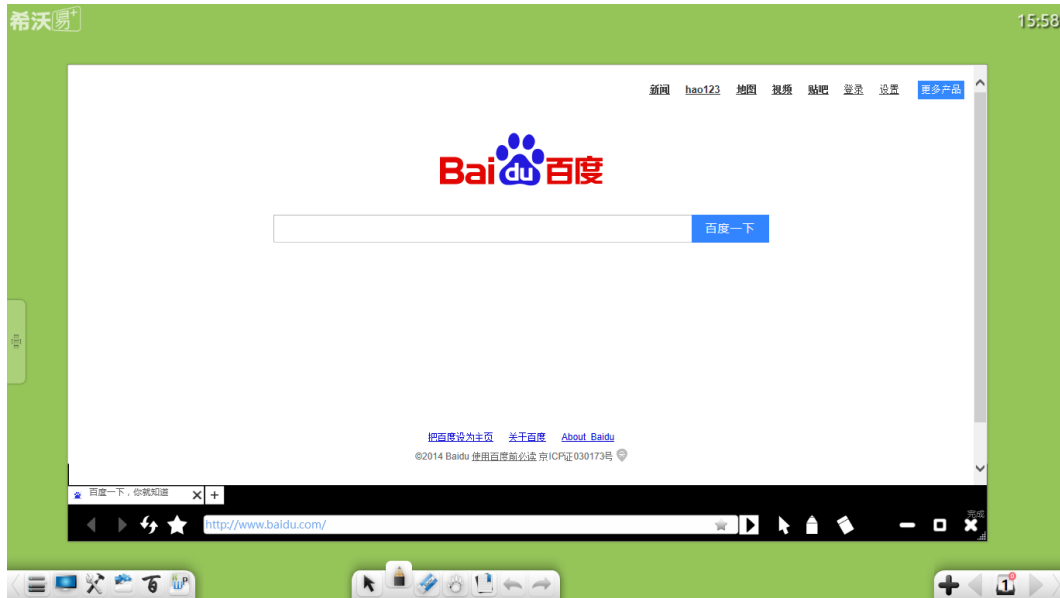 希沃易+
15:58
新闻 hao123 地图 视频 贴吧 登录 设置 更多产品
Baidu百度
百度一下
把百度设为主页 关于百度 About Baidu
©2014 Baidu 使用百度前必读 京ICP证030173号
百度一下，你就知道
完成
http://www.baidu.com/
百
P
1
0